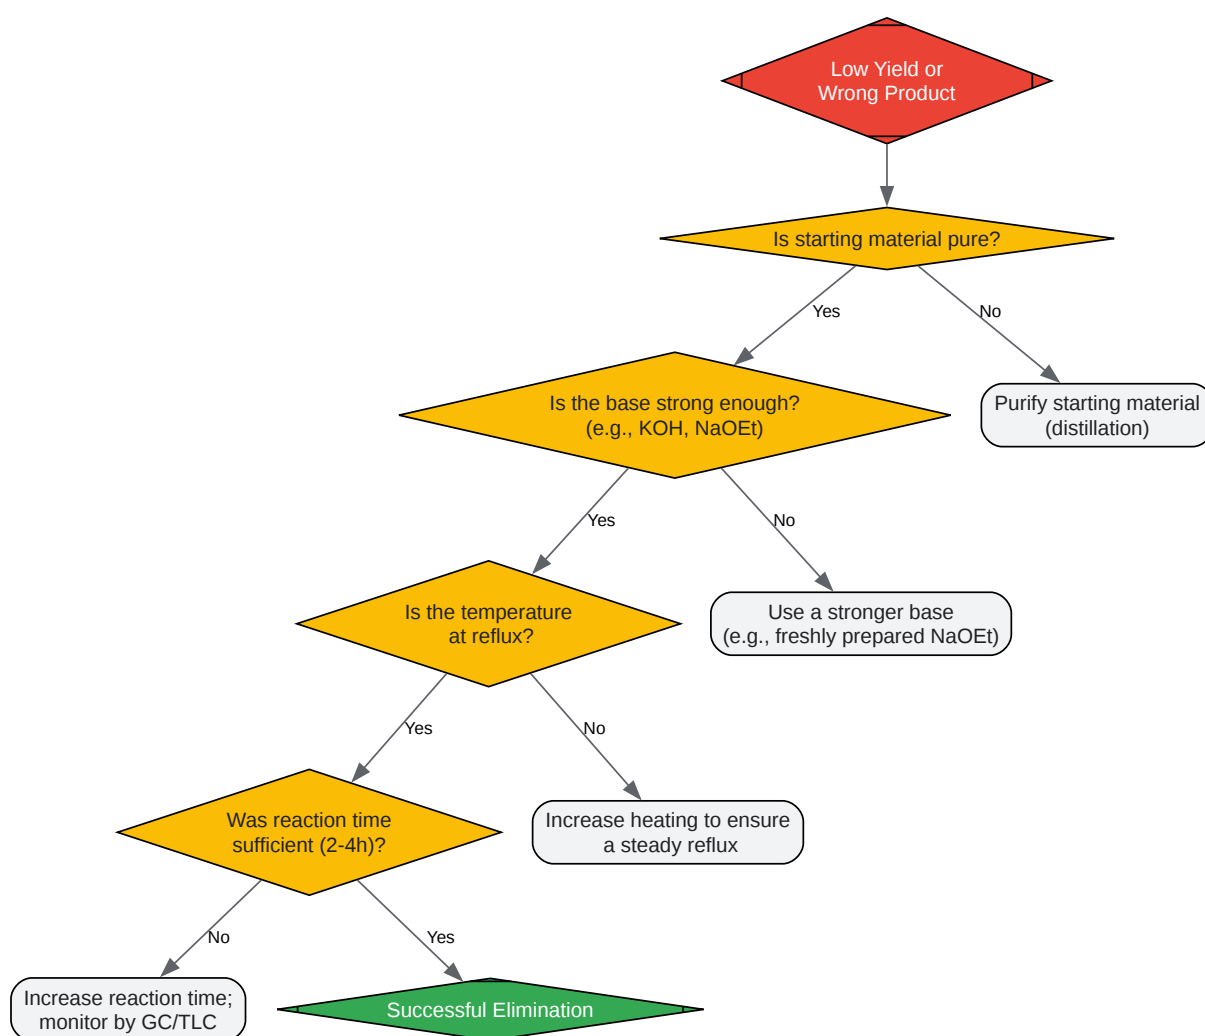 Low Yield or
Wrong Product
Is starting material pure?
Yes
No
Is the base strong enough?
(e.g., KOH, NaOEt)
Purify starting material
(distillation)
Yes
No
Is the temperature
at reflux?
Use a stronger base
(e.g., freshly prepared NaOEt)
Yes
No
Was reaction time
sufficient (2-4h)?
Increase heating to ensure
a steady reflux
No
Yes
Increase reaction time;
monitor by GC/TLC
Successful Elimination